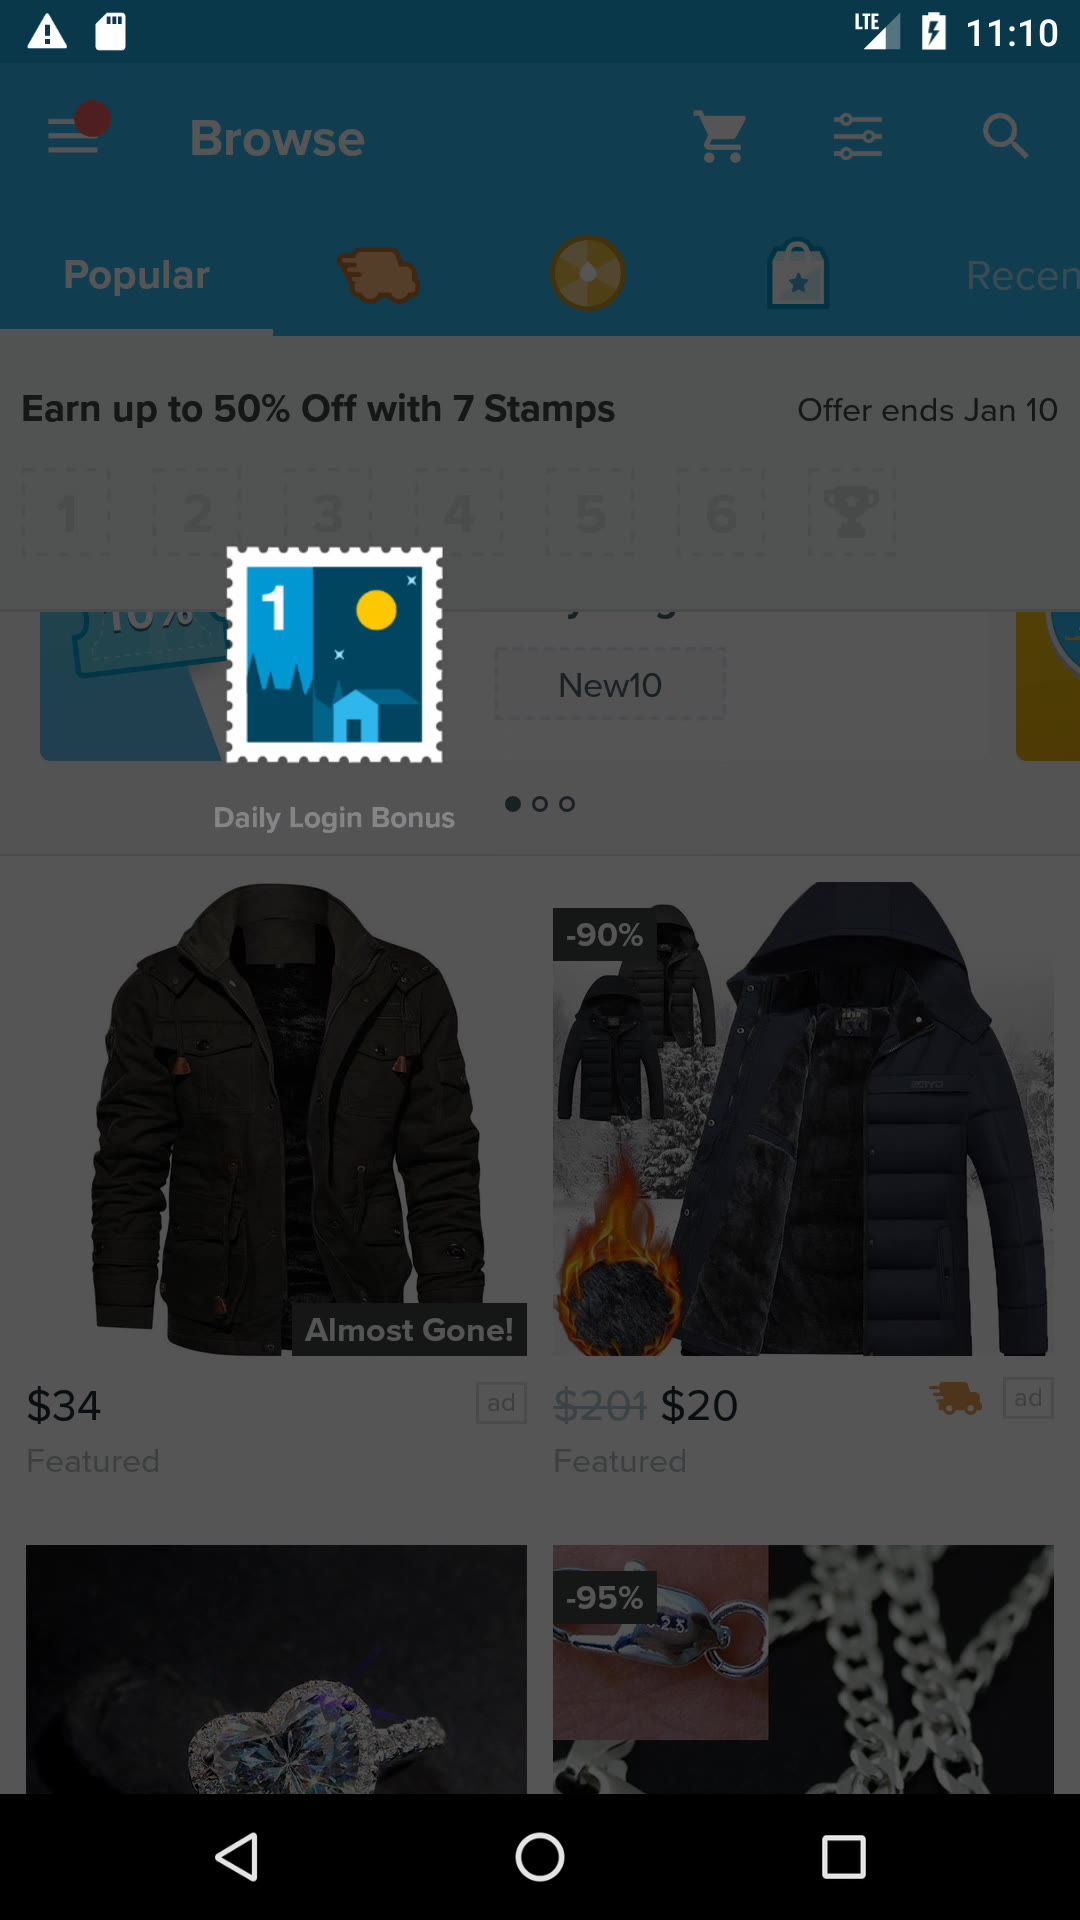 LTE 11:10
Browse
Popular Recen
Earn up to 50% Off with 7 Stamps Offer ends Jan 10
1 2 3 4 5 6
1
10%
New10
Daily Login Bonus
-90%
Almost Gone!
$34 ad
$201 $20 ad
Featured
Featured
-95%